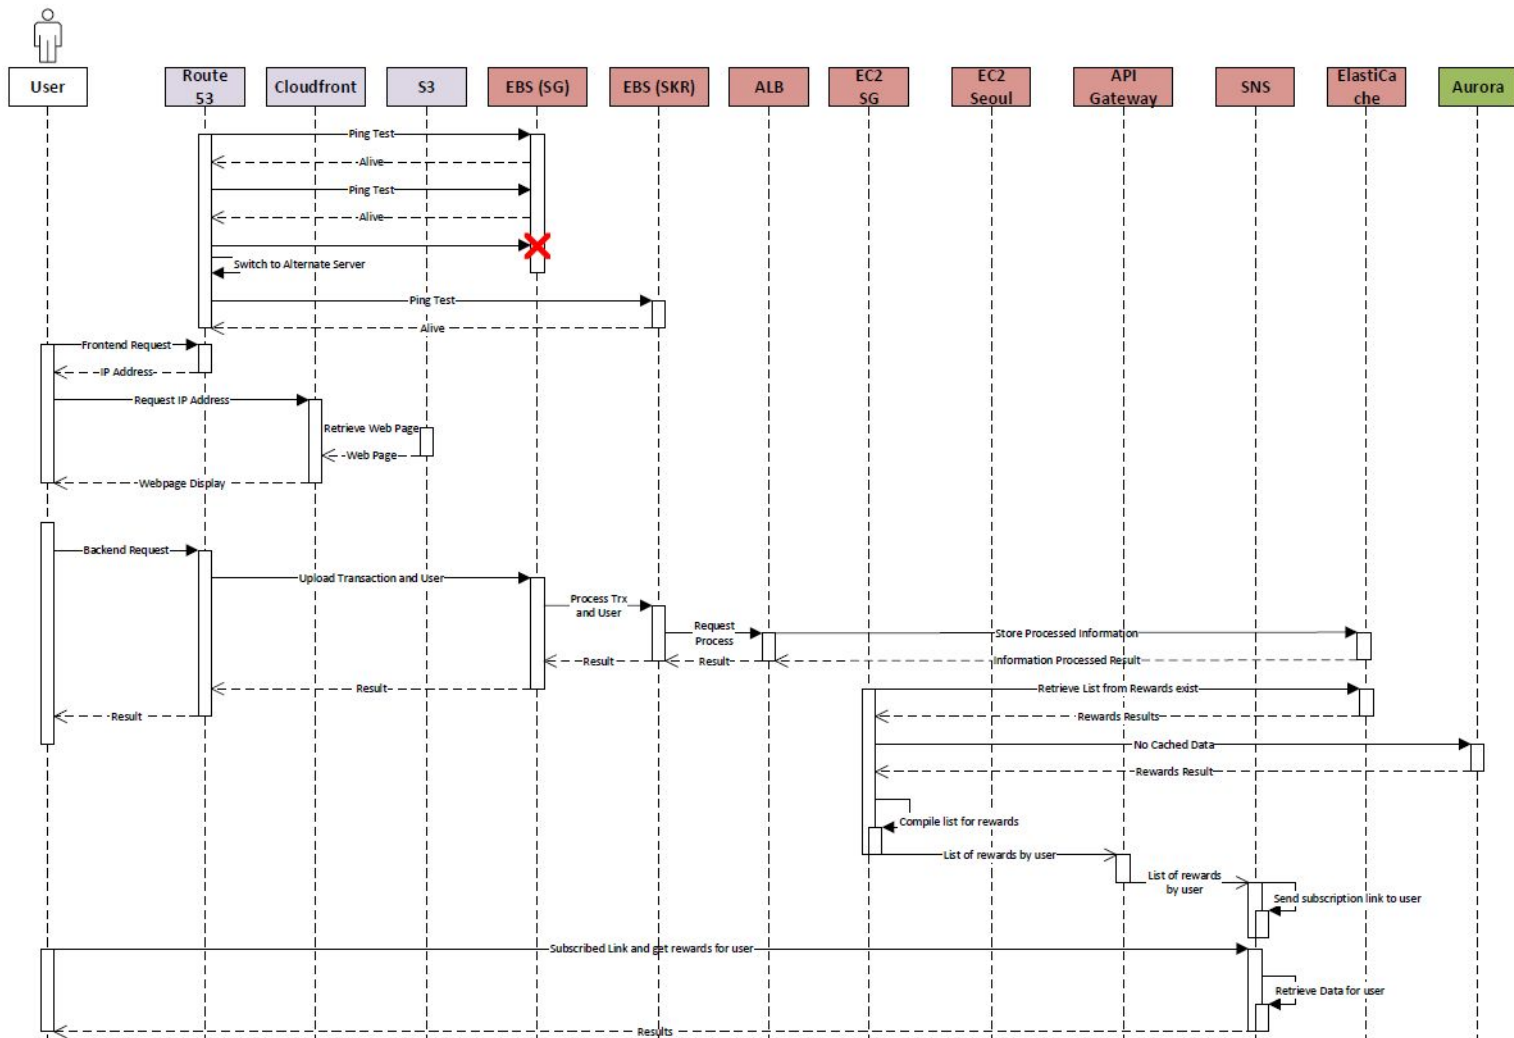 User
Route
53
Cloudfront
S3
EBS (SG)
EBS (SKR)
ALB
EC2
SG
EC2
Seoul
API
Gateway
SNS
ElastiCa
che
Aurora
Ping Test
Alive
Ping Test
Alive
Switch to Alternate Server
Ping Test
Alive
Frontend Request
IP Address
Request IP Address
Retrieve Web Page
Web Page
Webpage Display
Backend Request
Upload Transaction and User
Process Trx
and User
Request
Process
Store Processed Information
Result
Result
Information Processed Result
Result
Retrieve List from Rewards exist
Result
Rewards Results
No Cached Data
Rewards Result
Compile list for rewards
List of rewards by user
List of rewards
by user
Send subscription link to user
Subscribed Link and get rewards for user
Retrieve Data for user
Results